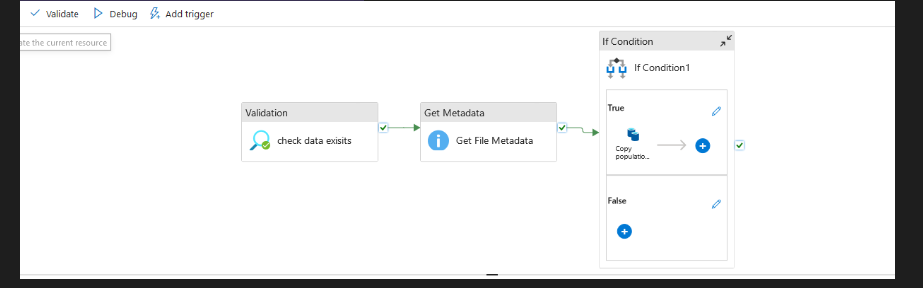 Validate Debug Add trigger
ate the current resource
If Condition
If Condition1
Validation
check data exisits
Get Metadata
Get File Metadata
True
Copy
populatio...
False